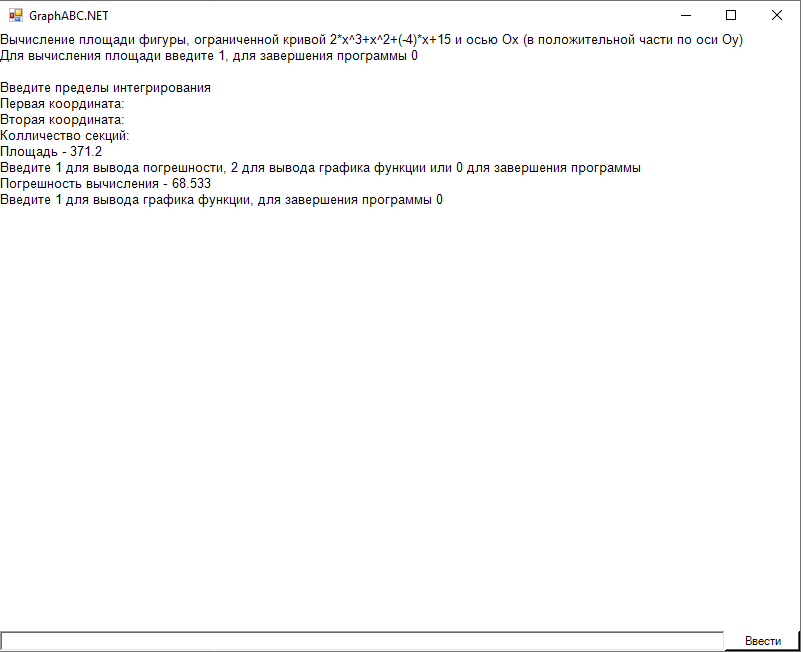 GraphABC.NET
Вычисление площади фигуры, ограниченной кривой 2*x^3+x^2+(-4)*x+15 и осью Ox (в положительной части по оси Oy)
Для вычисления площади введите 1, для завершения программы 0
Введите пределы интегрирования
Первая координата:
Вторая координата:
Колличество секций:
Площадь - 371.2
Введите 1 для вывода погрешности, 2 для вывода графика функции или 0 для завершения программы
Погрешность вычисления - 68.533
Введите 1 для вывода графика функции, для завершения программы 0
Ввести